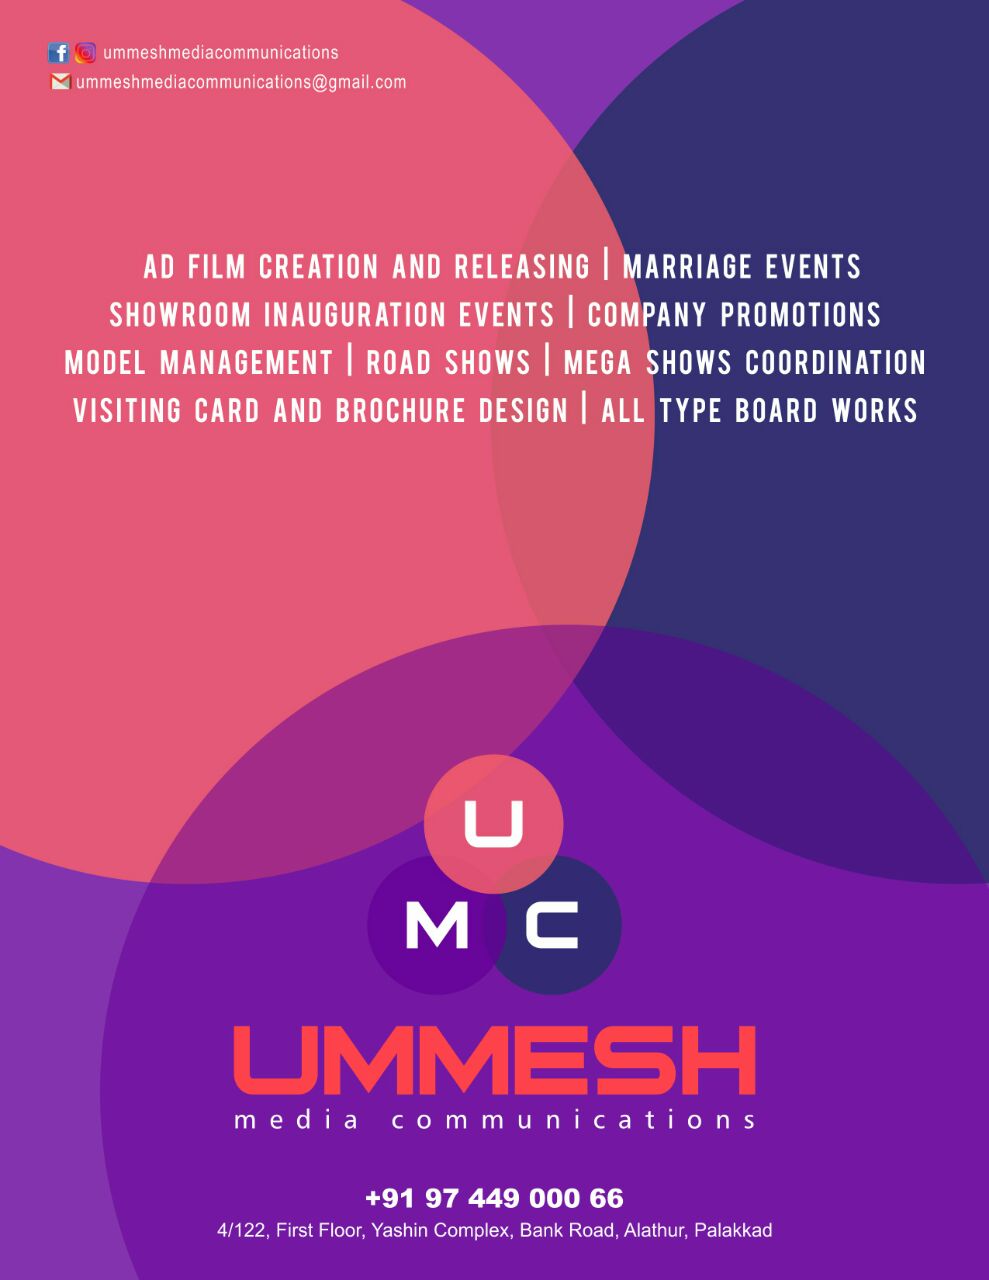 ummeshmediacommunications
ummeshmediacommunications@gmail.com
AD FILM CREATION AND RELEASING | MARRIAGE EVENTS
SHOWROOM INAUGURATION EVENTS | COMPANY PROMOTIONS
MODEL MANAGEMENT | ROAD SHOWS | MEGA SHOWS COORDINATION
VISITING CARD AND BROCHURE DESIGN | ALL TYPE BOARD WORKS
U
M C
UMMESH
media communications
+91 97 449 000 66
4/122, First Floor, Yashin Complex, Bank Road, Alathur, Palakkad